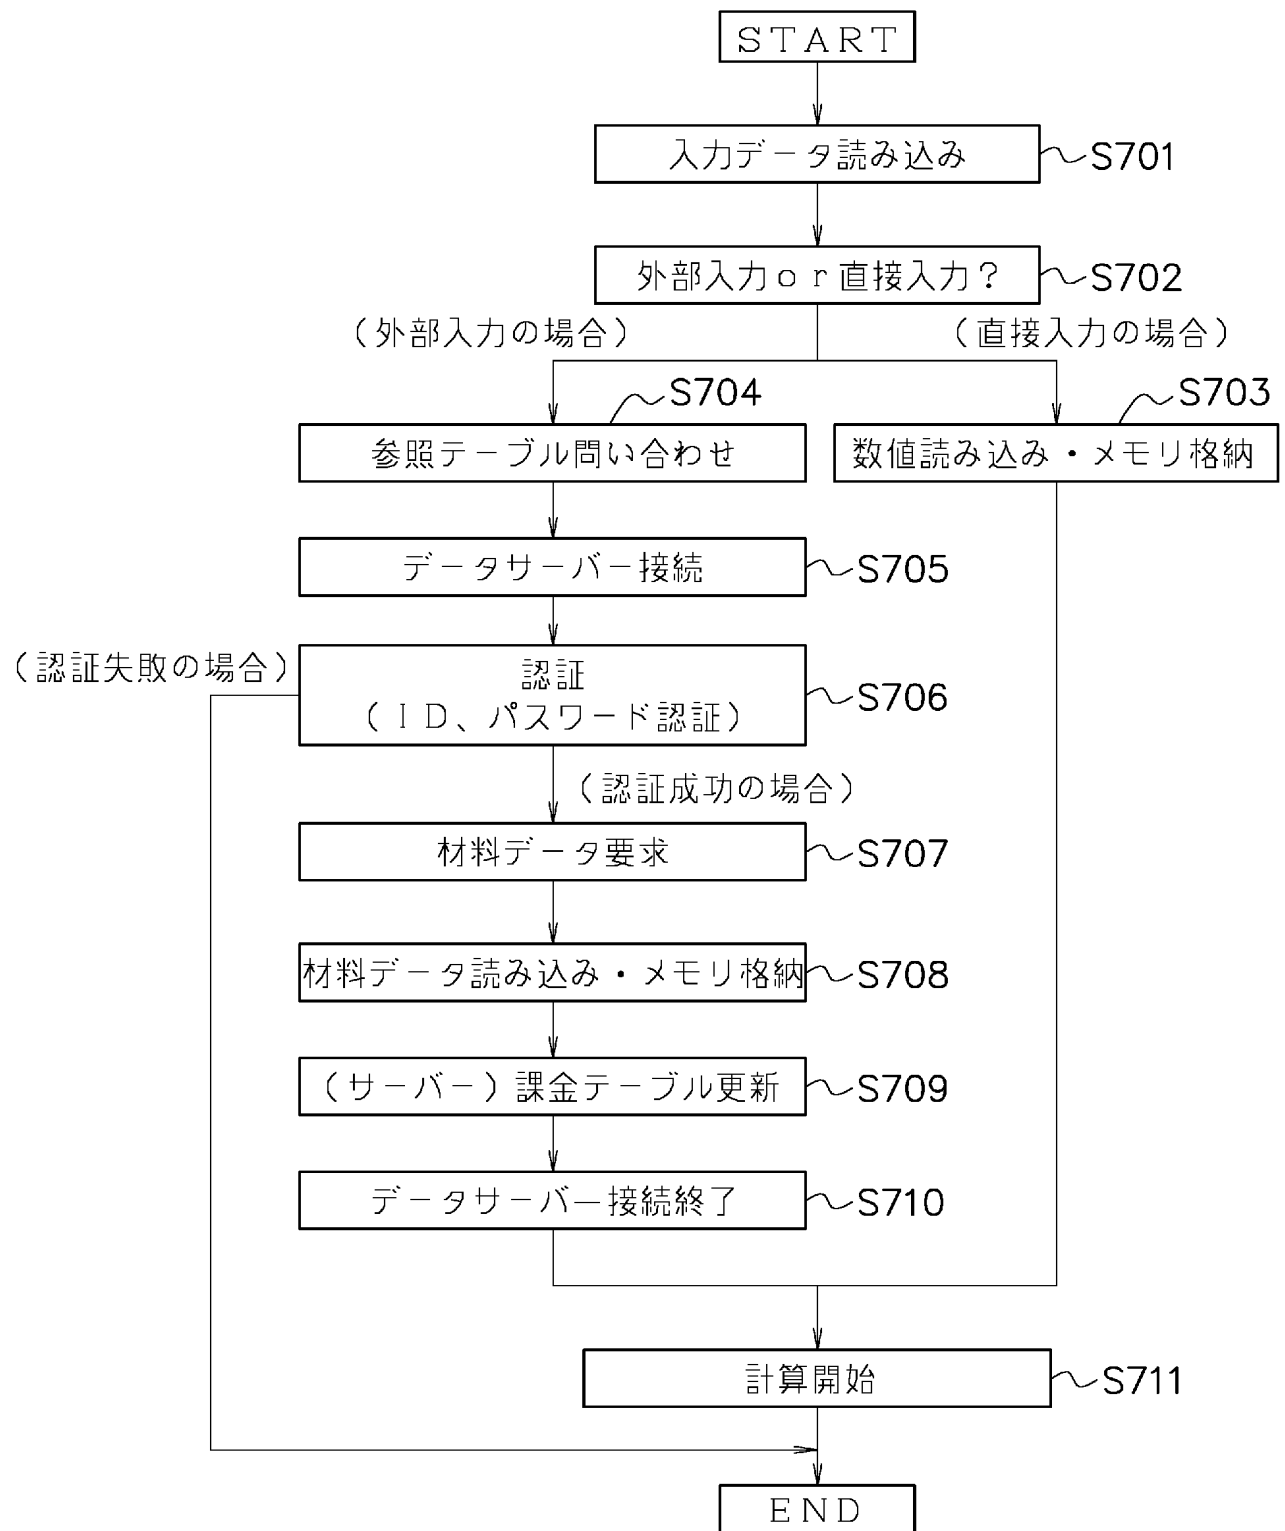 START
入力データ読み込み
S701
外部入力or直接入力？
S702
（外部入力の場合）
（直接入力の場合）
S704
S703
参照テーブル問い合わせ
数値読み込み・メモリ格納
データサーバー接続
S705
（認証失敗の場合）
認証
（ID、パスワード認証）
S706
（認証成功の場合）
材料データ要求
S707
材料データ読み込み・メモリ格納
S708
（サーバー）課金テーブル更新
S709
データサーバー接続終了
S710
計算開始
S711
END